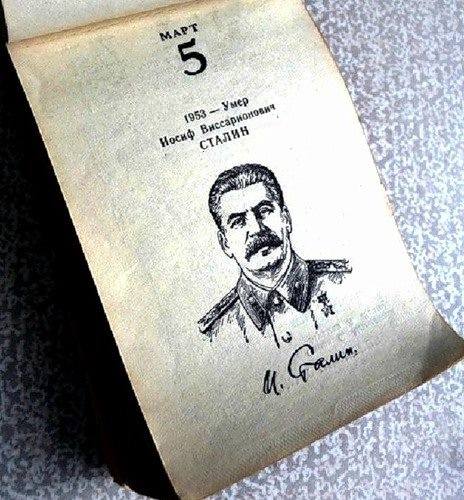 МАРТ
5
1953 — Умер
Иосиф Виссарионович
СТАЛИН
И. Сталин.